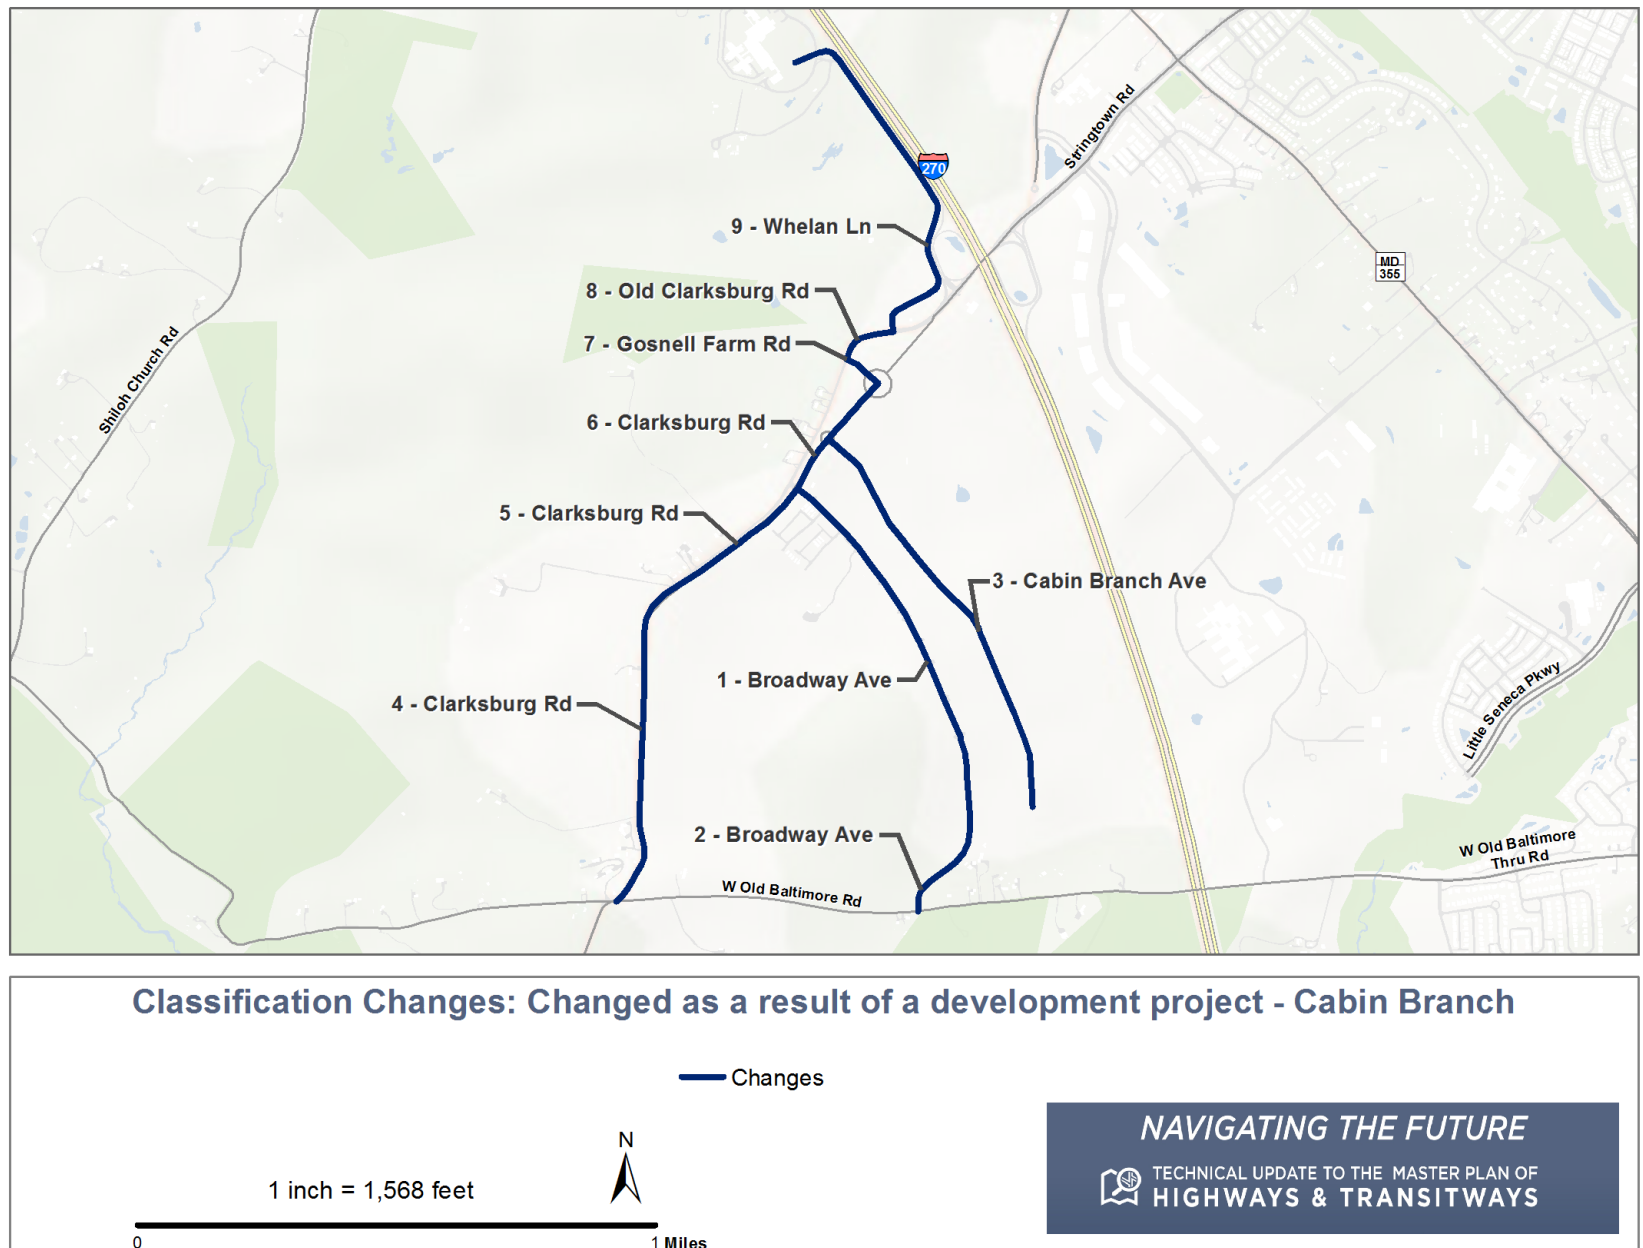 270
Stringtown Rd
9 - Whelan Ln
MD
355
8 - Old Clarksburg Rd
7 - Gosnell Farm Rd
Shiloh Church Rd
6 - Clarksburg Rd
5 - Clarksburg Rd
3 - Cabin Branch Ave
1 - Broadway Ave
4 - Clarksburg Rd
Little Seneca Pkwy
2 - Broadway Ave
W Old Baltimore
Thru Rd
W Old Baltimore Rd
Classification Changes: Changed as a result of a development project - Cabin Branch
Changes
N
1 inch = 1,568 feet
0
1 Miles
NAVIGATING THE FUTURE
TECHNICAL UPDATE TO THE MASTER PLAN OF
HIGHWAYS & TRANSITWAYS